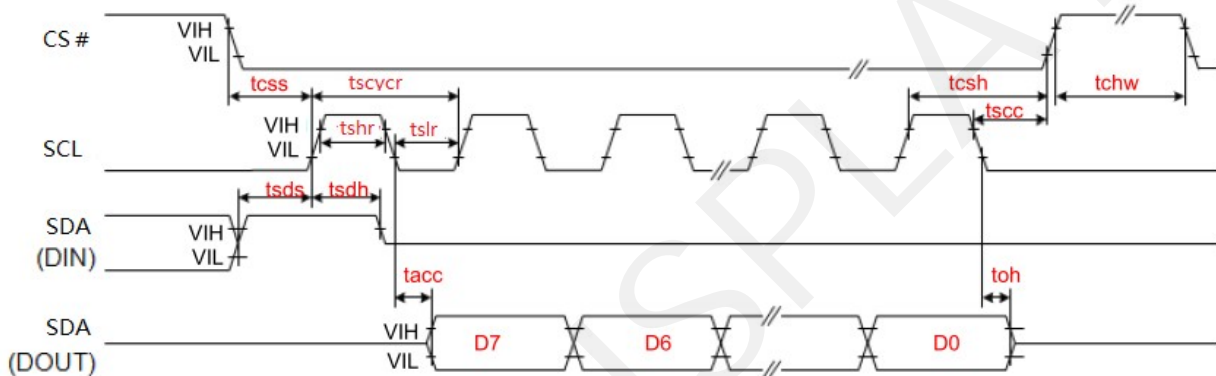 CS #
VIH
VIL
tcss
tscycr
tcsh
tchw
tscc
SCL
VIH
VIL
tshr
tslr
tsds
tsdh
SDA
(DIN)
VIH
VIL
tacc
toh
SDA
(DOUT)
VIH
VIL
D7
D6
D0